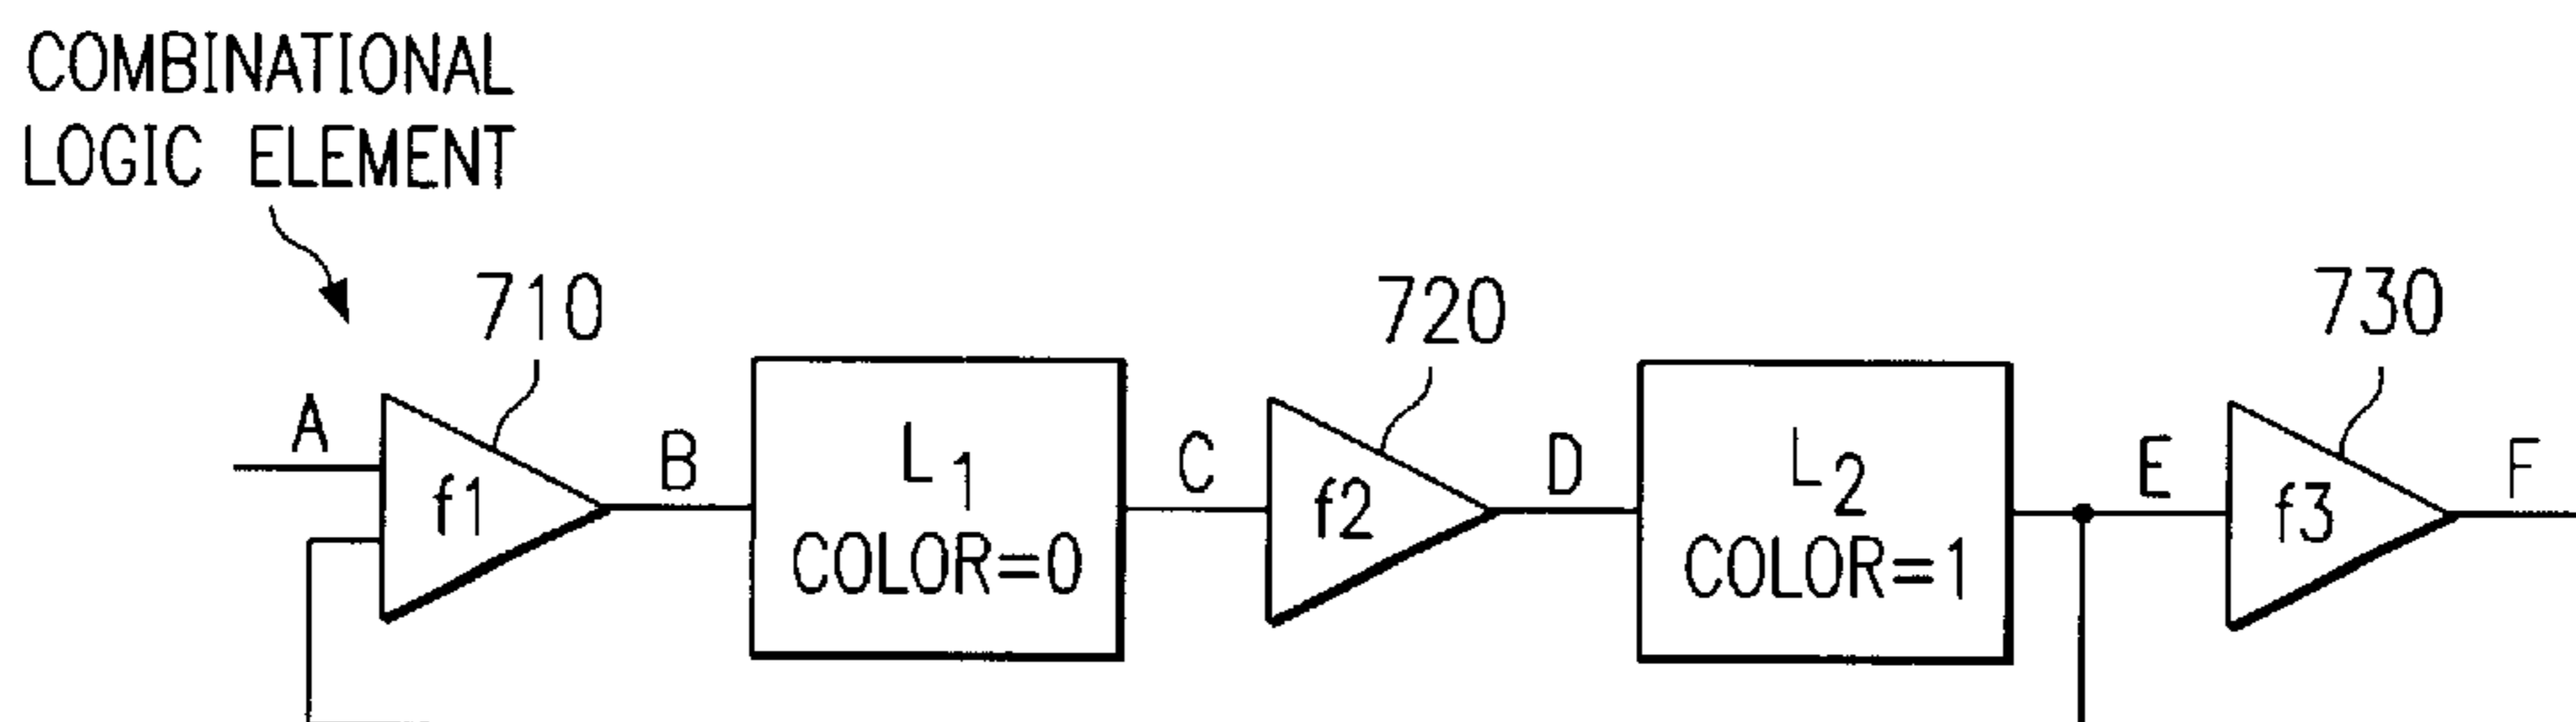 COMBINATIONAL
LOGIC ELEMENT
710
720
730
A
f1
B
L1
COLOR=0
C
f2
D
L2
COLOR=1
E
f3
F